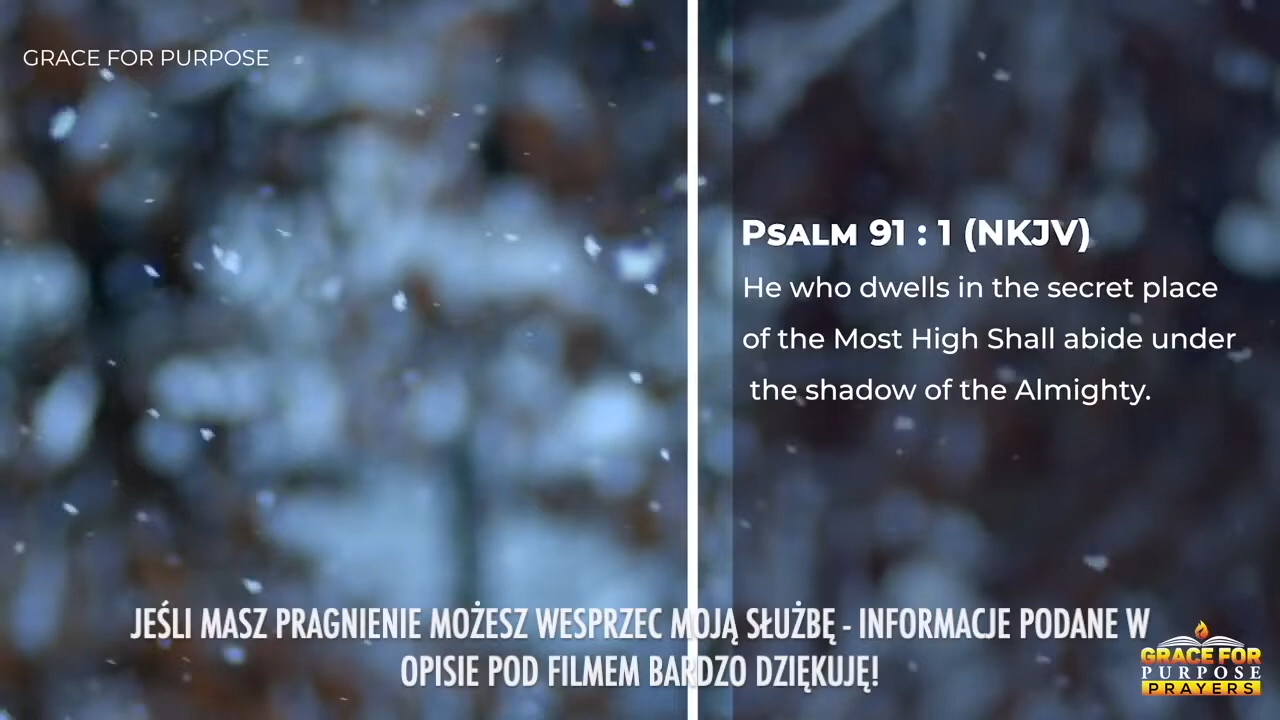 GRACE FOR PURPOSE
PSALM 91 : 1 (NKJV)
He who dwells in the secret place
of the Most High Shall abide under
the shadow of the Almighty.
JEŚLI MASZ PRAGNIENIE MOŻESZ WESPRZEC MOJĄ SŁUŻBĘ - INFORMACJE PODANE W
OPISIE POD FILMEM BARDZO DZIĘKUJĘ!
GRACE FOR
PURPOSE
PRAYERS